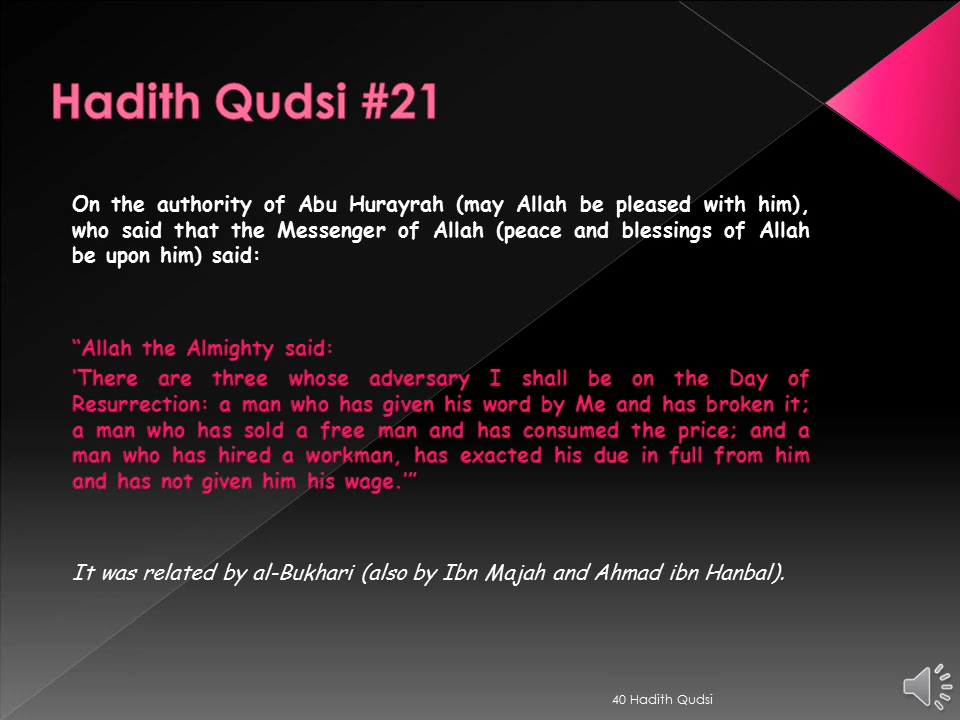 Hadith Qudsi #21
On the authority of Abu Hurayrah (may Allah be pleased with him),
who said that the Messenger of Allah (peace and blessings of Allah
be upon him) said:
“Allah the Almighty said:
‘There are three whose adversary I shall be on the Day of
Resurrection: a man who has given his word by Me and has broken it;
a man who has sold a free man and has consumed the price; and a
man who has hired a workman, has exacted his due in full from him
and has not given him his wage.’”
It was related by al-Bukhari (also by Ibn Majah and Ahmad ibn Hanbal).
40 Hadith Qudsi